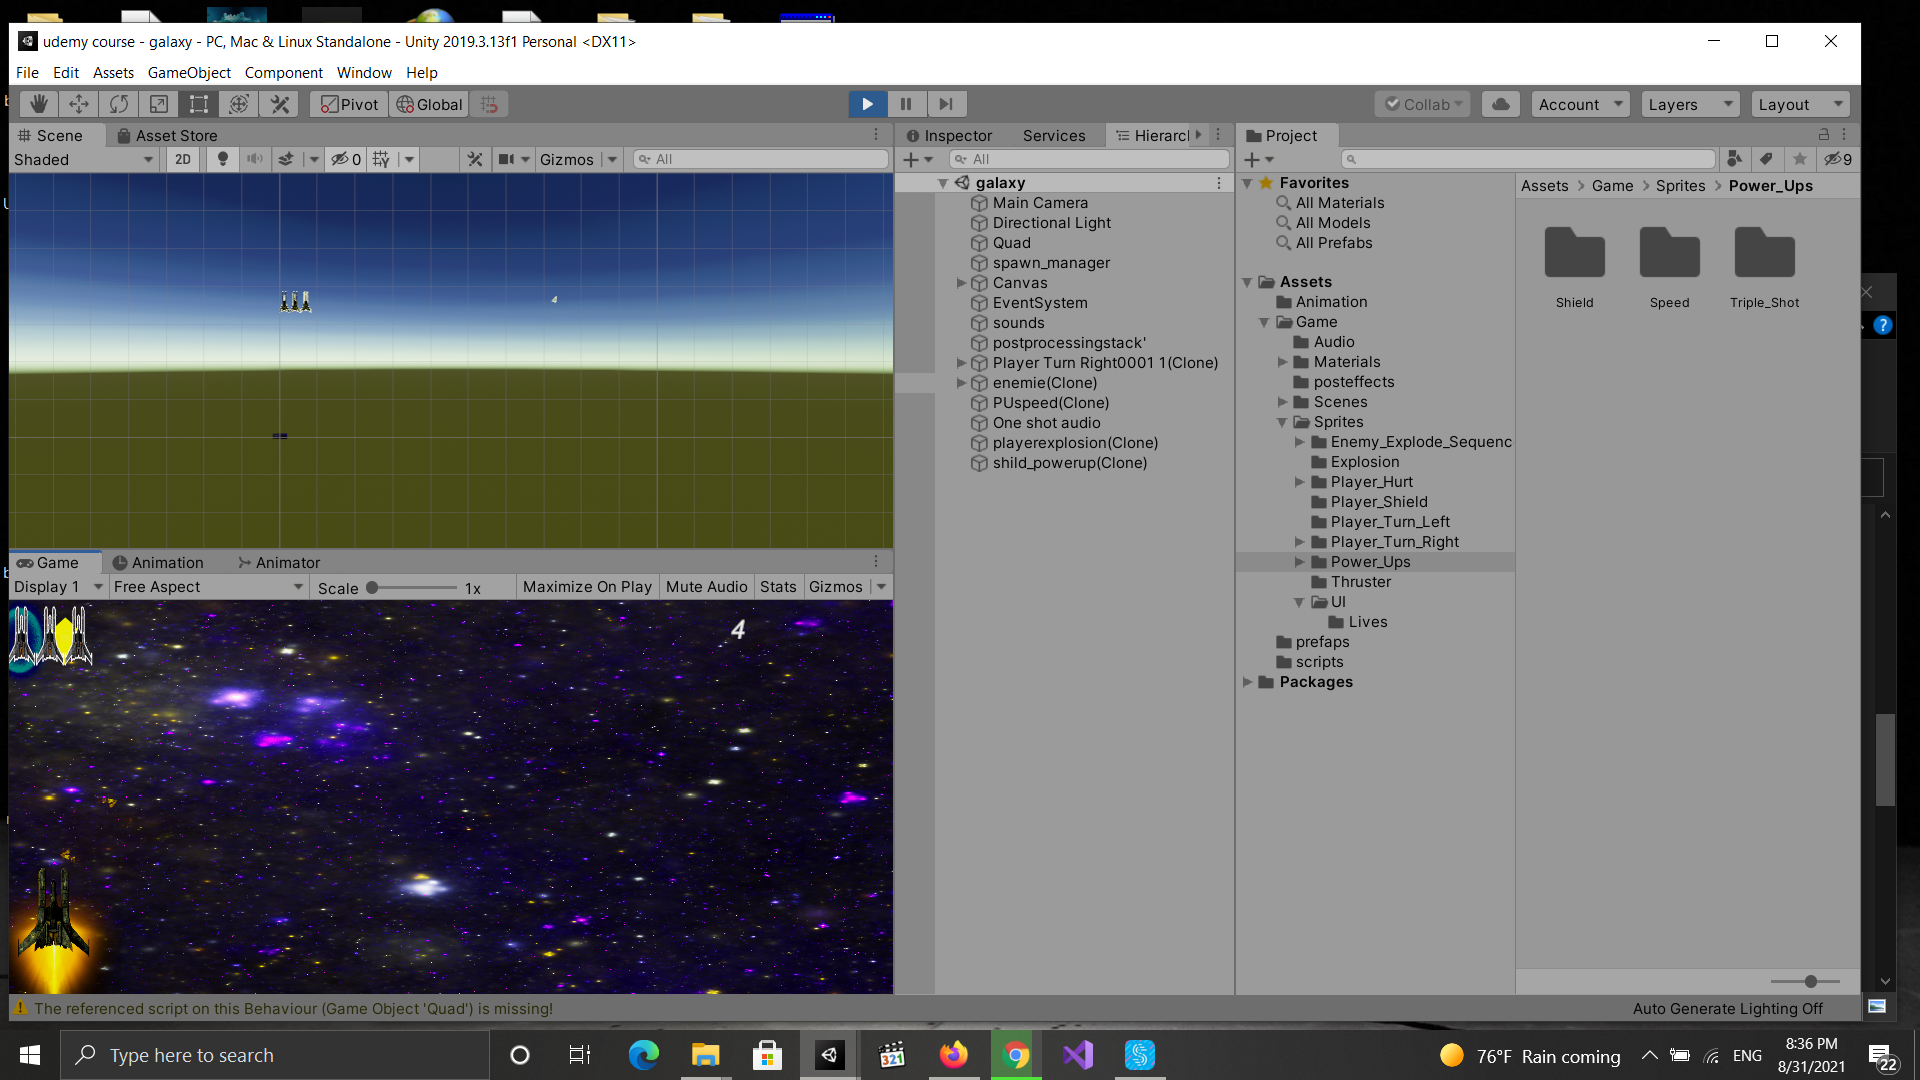 udemy course - galaxy - PC, Mac & Linux Standalone - Unity 2019.3.13f1 Personal <DX11>
File Edit Assets GameObject Component Window Help
Pivot Global Collab Account Layers Layout
Scene Asset Store
Shaded 2D 0 Gizmos All
Inspector Services Hierarc
All
galaxy
Main Camera
Directional Light
Quad
spawn_manager
Canvas
EventSystem
sounds
postprocessingstack'
Player Turn Right0001 1(Clone)
enemie(Clone)
PUspeed(Clone)
One shot audio
playerexplosion(Clone)
shild_powerup(Clone)
Project
9
Favorites
All Materials
All Models
All Prefabs
Assets
Animation
Game
Audio
Materials
posteffects
Scenes
Sprites
Enemy_Explode_Sequenc
Explosion
Player_Hurt
Player_Shield
Player_Turn_Left
Player_Turn_Right
Power_Ups
Thruster
UI
Lives
prefaps
scripts
Packages
Assets > Game > Sprites > Power_Ups
Shield Speed Triple_Shot
4
Game Animation Animator
Display 1 Free Aspect Scale 1x Maximize On Play Mute Audio Stats Gizmos
4
The referenced script on this Behaviour (Game Object 'Quad') is missing!
Auto Generate Lighting Off
Type here to search
321
76°F Rain coming
ENG
8:36 PM
8/31/2021
22